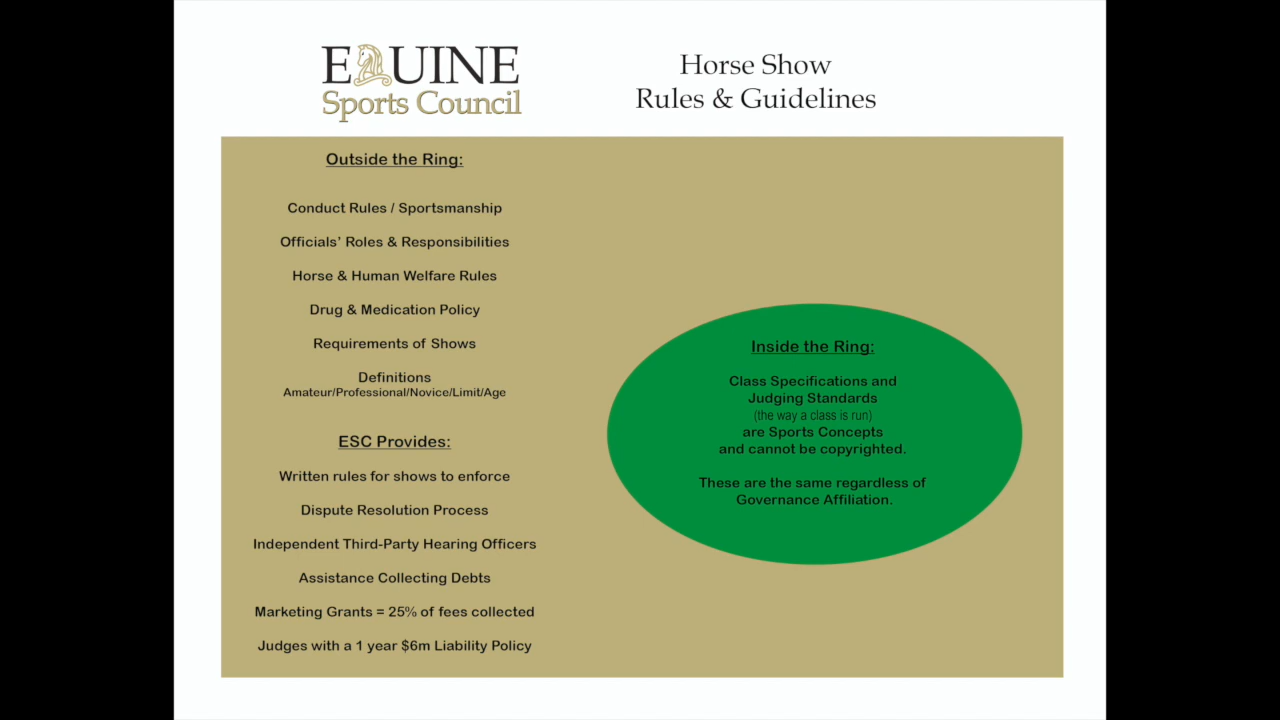 EQUINE
Sports Council
Horse Show
Rules & Guidelines
Outside the Ring:
Conduct Rules / Sportsmanship
Officials' Roles & Responsibilities
Horse & Human Welfare Rules
Drug & Medication Policy
Requirements of Shows
Definitions
Amateur/Professional/Novice/Limit/Age
ESC Provides:
Written rules for shows to enforce
Dispute Resolution Process
Independent Third-Party Hearing Officers
Assistance Collecting Debts
Marketing Grants = 25% of fees collected
Judges with a 1 year $6m Liability Policy
Inside the Ring:
Class Specifications and
Judging Standards
(the way a class is run)
are Sports Concepts
and cannot be copyrighted.
These are the same regardless of
Governance Affiliation.